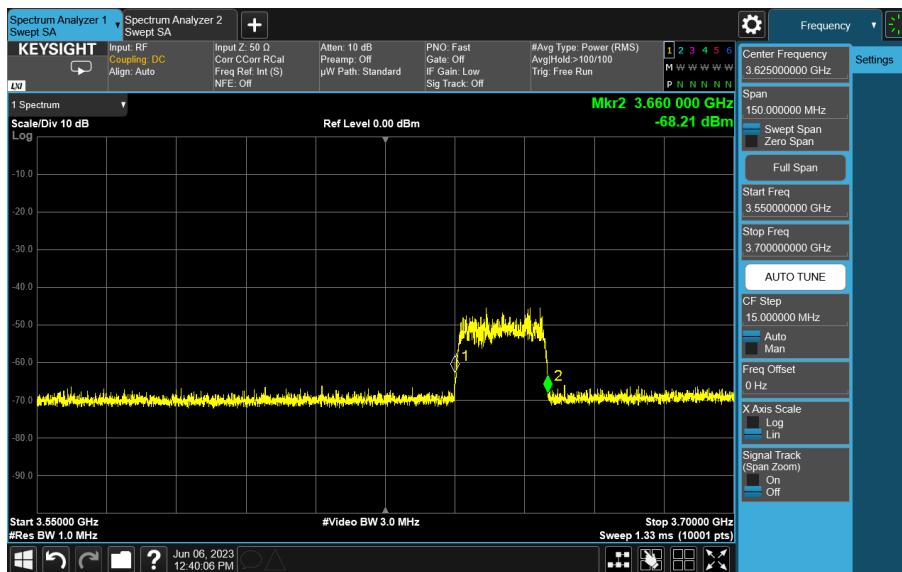 Spectrum Analyzer 1
Swept SA
Spectrum Analyzer 2
Swept SA
+
Frequency
KEYSIGHT
LXI
Input: RF
Coupling: DC
Align: Auto
Input Z: 50 Ω
Corr CCorr RCal
Freq Ref: Int (S)
NFE: Off
Atten: 10 dB
Preamp: Off
µW Path: Standard
PNO: Fast
Gate: Off
IF Gain: Low
Sig Track: Off
#Avg Type: Power (RMS)
Avg|Hold:>100/100
Trig: Free Run
1 2 3 4 5 6
M W W W W W
P N N N N N
1 Spectrum
Mkr2 3.660 000 GHz
Scale/Div 10 dB
Ref Level 0.00 dBm
-68.21 dBm
Log
-10.0
-20.0
-30.0
-40.0
-50.0
-60.0
-70.0
-80.0
-90.0
1
2
Start 3.55000 GHz
#Video BW 3.0 MHz
Stop 3.70000 GHz
#Res BW 1.0 MHz
Sweep 1.33 ms (10001 pts)
Center Frequency
3.625000000 GHz
Settings
Span
150.000000 MHz
Swept Span
Zero Span
Full Span
Start Freq
3.550000000 GHz
Stop Freq
3.700000000 GHz
AUTO TUNE
CF Step
15.000000 MHz
Auto
Man
Freq Offset
0 Hz
X Axis Scale
Log
Lin
Signal Track
(Span Zoom)
On
Off
?
Jun 06, 2023
12:40:06 PM